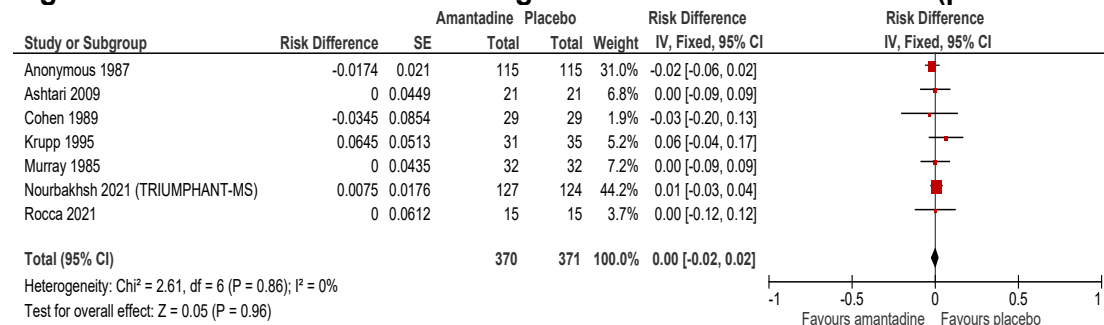 Amantadine Placebo Risk Difference Risk Difference
Study or Subgroup Risk Difference SE Total Total Weight IV, Fixed, 95% CI IV, Fixed, 95% CI
Anonymous 1987 -0.0174 0.021 115 115 31.0% -0.02 [-0.06, 0.02]
Ashtari 2009 0 0.0449 21 21 6.8% 0.00 [-0.09, 0.09]
Cohen 1989 -0.0345 0.0854 29 29 1.9% -0.03 [-0.20, 0.13]
Krupp 1995 0.0645 0.0513 31 35 5.2% 0.06 [-0.04, 0.17]
Murray 1985 0 0.0435 32 32 7.2% 0.00 [-0.09, 0.09]
Nourbakhsh 2021 (TRIUMPHANT-MS) 0.0075 0.0176 127 124 44.2% 0.01 [-0.03, 0.04]
Rocca 2021 0 0.0612 15 15 3.7% 0.00 [-0.12, 0.12]
Total (95% CI) 370 371 100.0% 0.00 [-0.02, 0.02]
Heterogeneity: Chi² = 2.61, df = 6 (P = 0.86); I² = 0%
Test for overall effect: Z = 0.05 (P = 0.96)
-1 -0.5 0 0.5 1
Favours amantadine Favours placebo